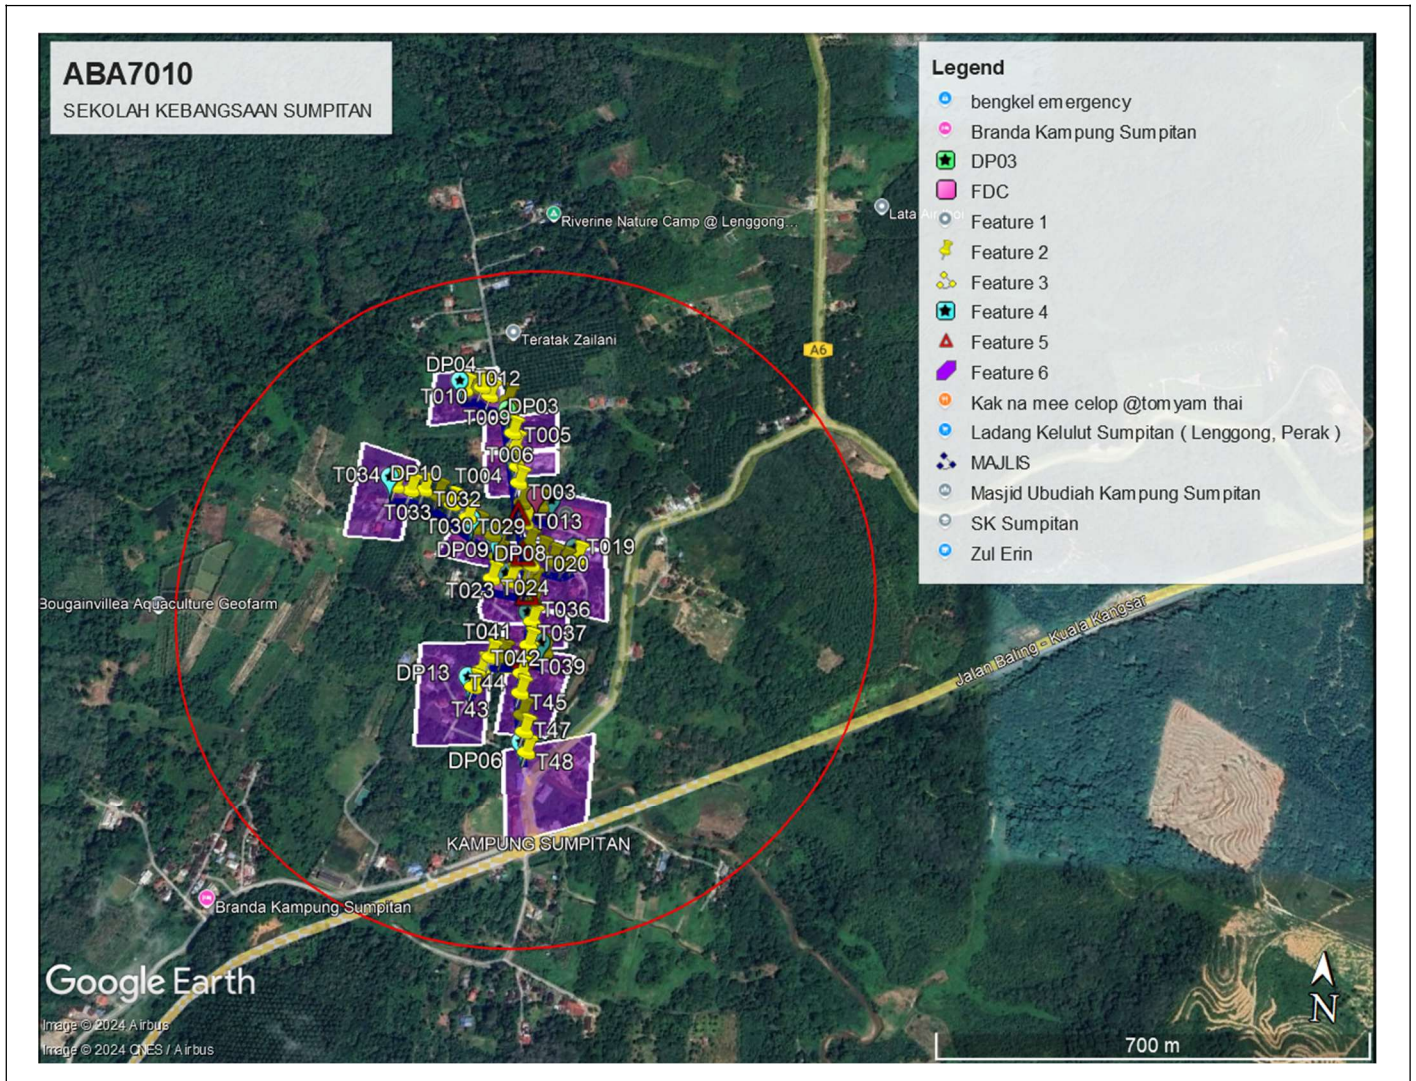 ABA7010
SEKOLAH KEBANGSAAN SUMPITAN
Legend
bengkel emergency
Branda Kampung Sumpitan
DP03
FDC
Feature 1
Feature 2
Feature 3
Feature 4
Feature 5
Feature 6
Kak na mee celop @tomyam thai
Ladang Kelulut Sumpitan ( Lenggong, Perak )
MAJLIS
Masjid Ubudiah Kampung Sumpitan
SK Sumpitan
Zul Erin
Riverine Nature Camp @ Lenggong...
Lata
Teratak Zailani
A6
DP04
T012
T010
DP03
T009
T005
T006
T034
DP10
T004
T032
T003
T033
T030
T029
T013
DP09
DP08
T019
T020
T023
T024
T036
Bougainvillea Aquaculture Geofarm
T041
T037
T042
T039
DP13
T44
T43
T45
T47
DP06
T48
Jalan Baling - Kuala Kangsar
KAMPUNG SUMPITAN
Branda Kampung Sumpitan
Google Earth
Image © 2024 Airbus
Image © 2024 CNES / Airbus
N
700 m